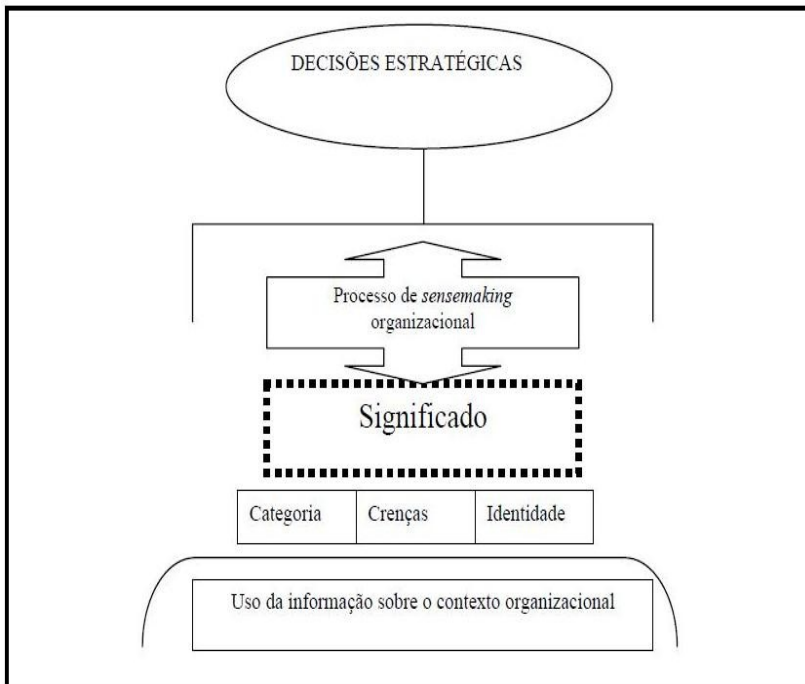 DECISÕES ESTRATÉGICAS
Processo de sensemaking
organizacional
Significado
Categoria
Crenças
Identidade
Uso da informação sobre o contexto organizacional